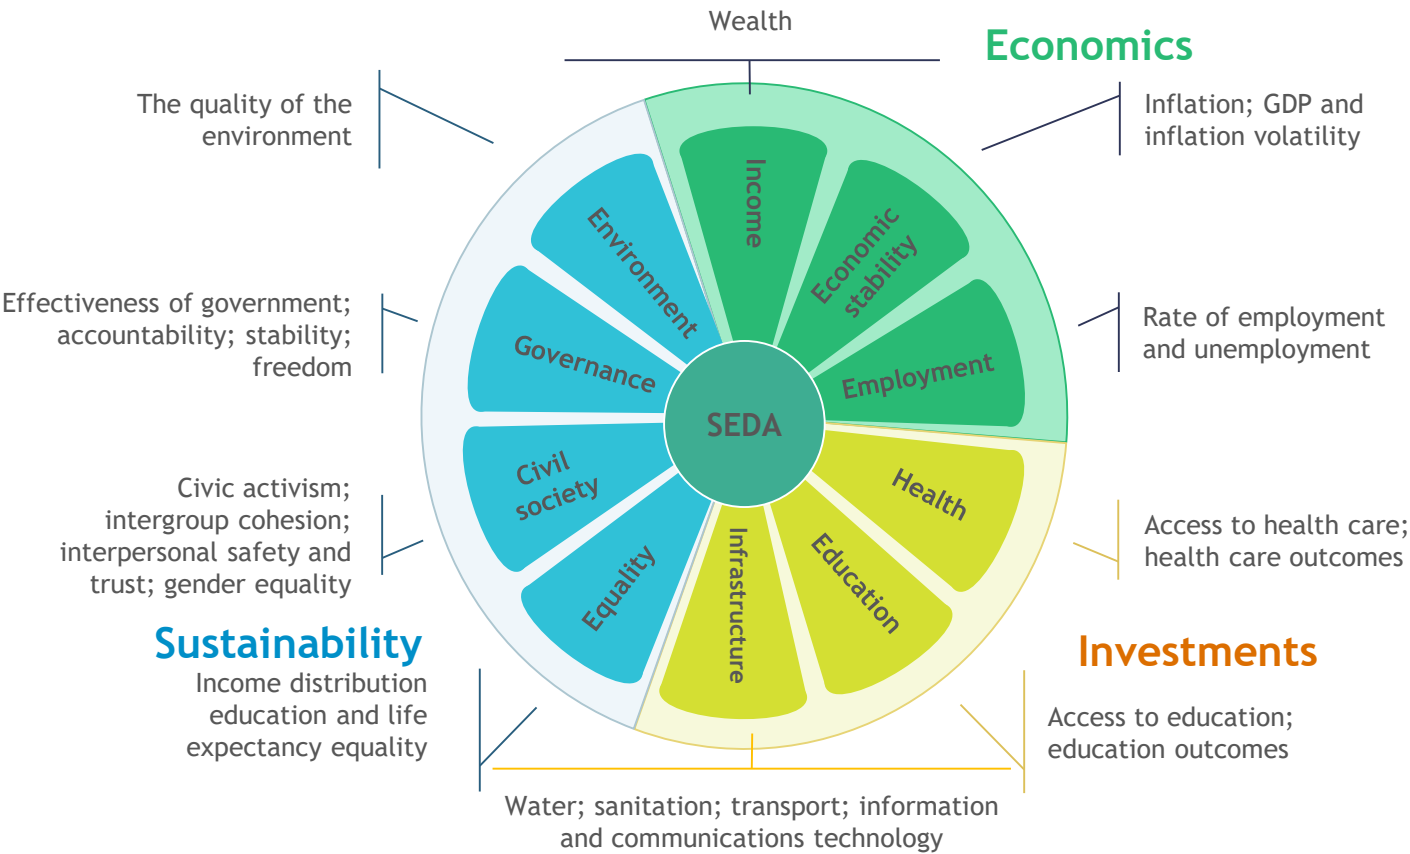 Wealth
Economics
The quality of the
environment
Inflation; GDP and
inflation volatility
Income
Economic
stability
Environment
Effectiveness of government;
accountability; stability;
freedom
Governance
Employment
Rate of employment
and unemployment
SEDA
Civic activism;
intergroup cohesion;
interpersonal safety and
trust; gender equality
Civil
society
Health
Access to health care;
health care outcomes
Equality
Infrastructure
Education
Sustainability
Income distribution
education and life
expectancy equality
Investments
Access to education;
education outcomes
Water; sanitation; transport; information
and communications technology